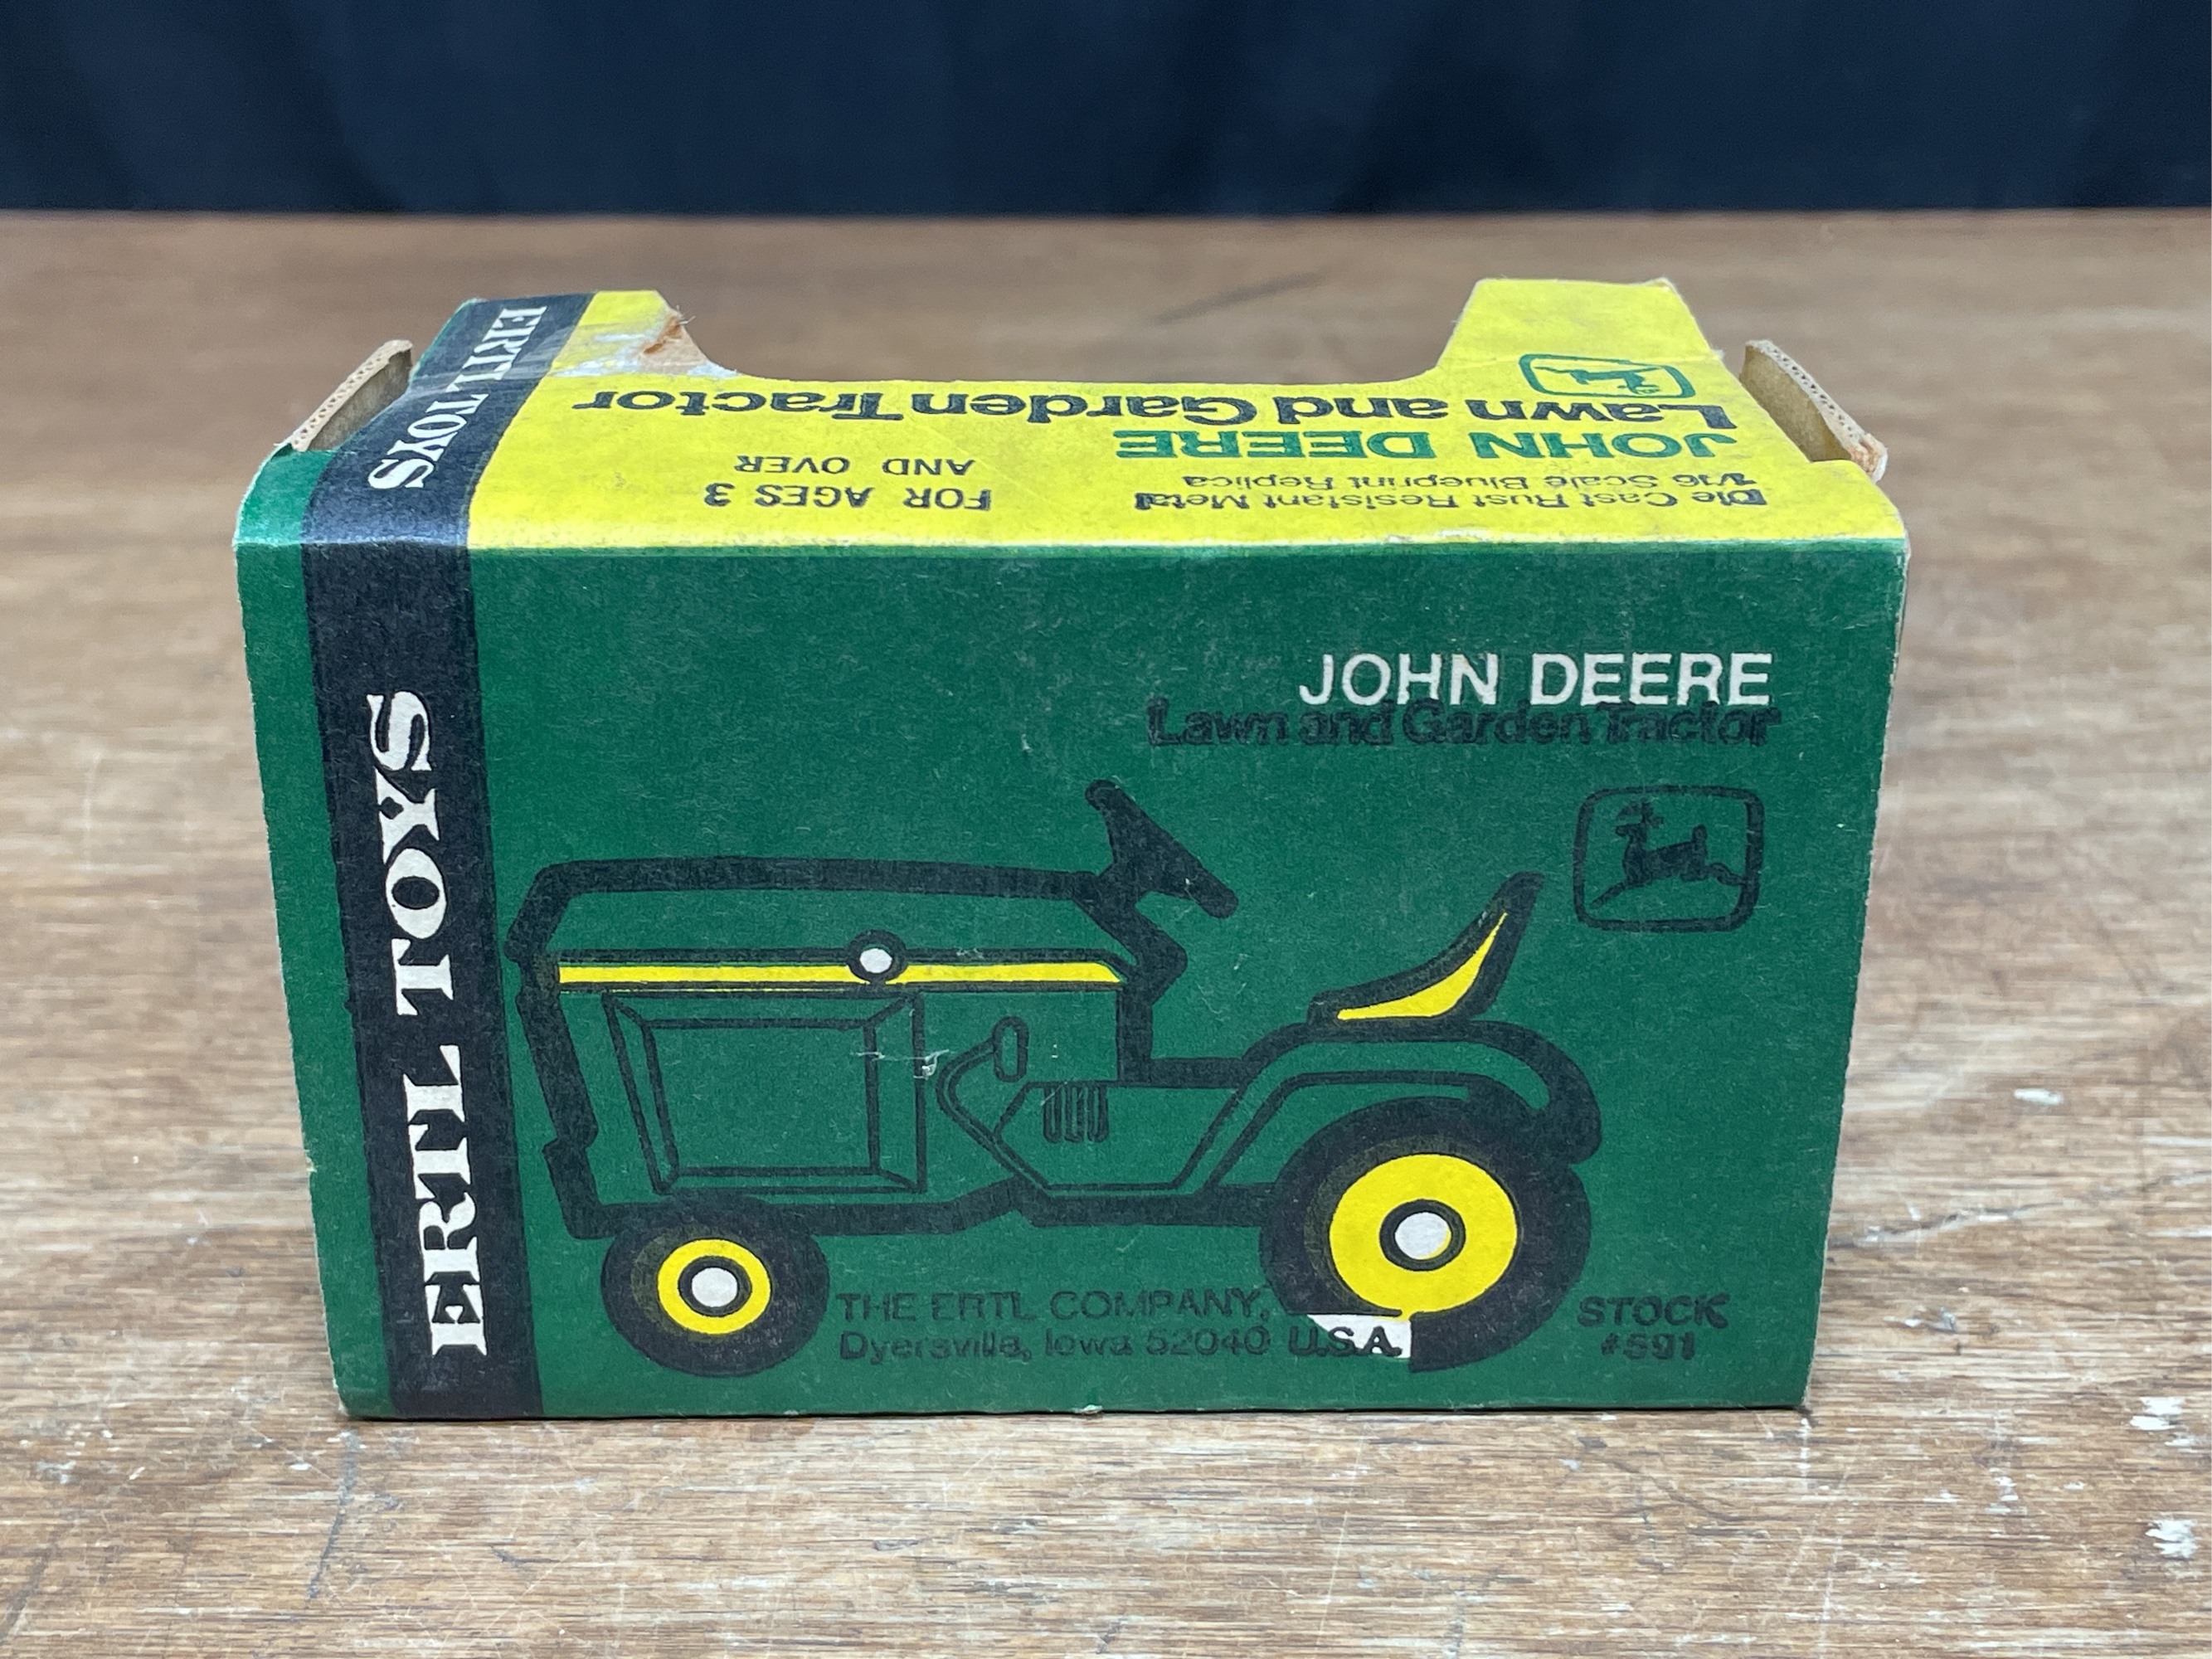 ERTL TOYS
Die Cast Rust Resistant Metal
1/16 Scale Blueprint Replica
JOHN DEERE
Lawn and Garden Tractor
FOR AGES 3
AND OVER
ERTL TOYS
JOHN DEERE
Lawn and Garden Tractor
THE ERTL COMPANY,
Dyersville, Iowa 52040 U.S.A.
STOCK
#591